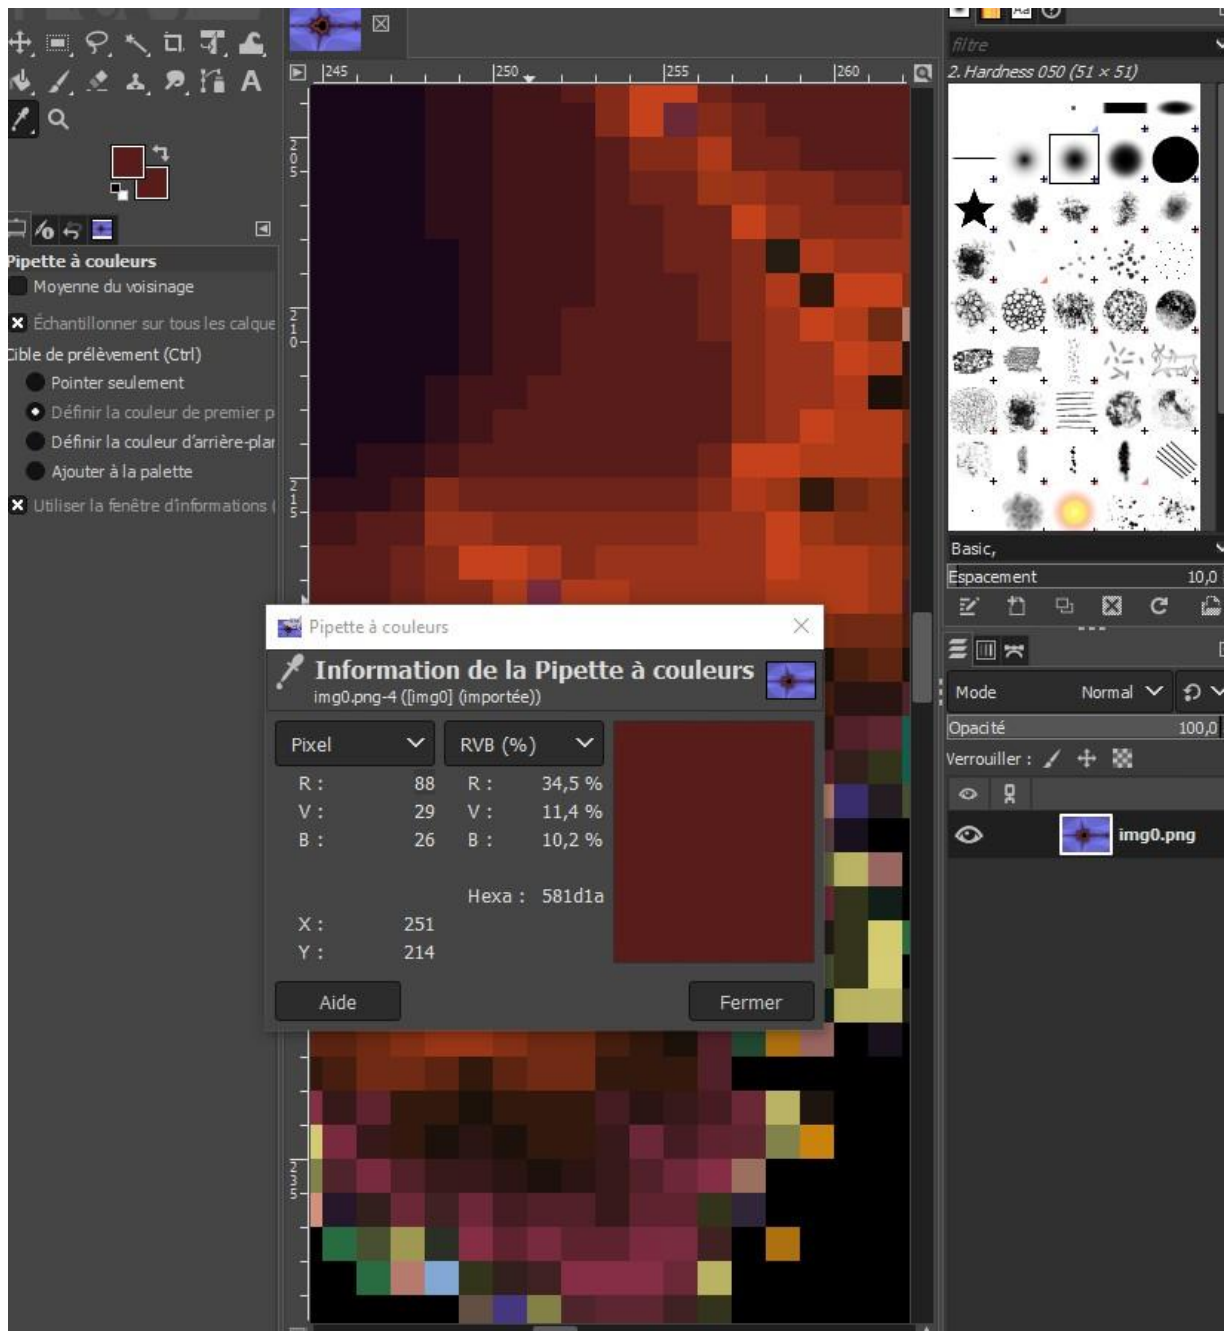 Aa
filtre
2. Hardness 050 (51 × 51)
245
250
255
260
205
210
215
235
Pipette à couleurs
Moyenne du voisinage
Échantillonner sur tous les calque
Cible de prélèvement (Ctrl)
Pointer seulement
Définir la couleur de premier p
Définir la couleur d'arrière-plan
Ajouter à la palette
Utiliser la fenêtre d'informations (
Basic,
Espacement 10,0
Mode Normal
Opacité 100,0
Verrouiller :
img0.png
Pipette à couleurs
Information de la Pipette à couleurs
img0.png-4 ([img0] (importée))
Pixel RVB (%)
R : 88 R : 34,5 %
V : 29 V : 11,4 %
B : 26 B : 10,2 %
Hexa : 581d1a
X : 251
Y : 214
Aide Fermer